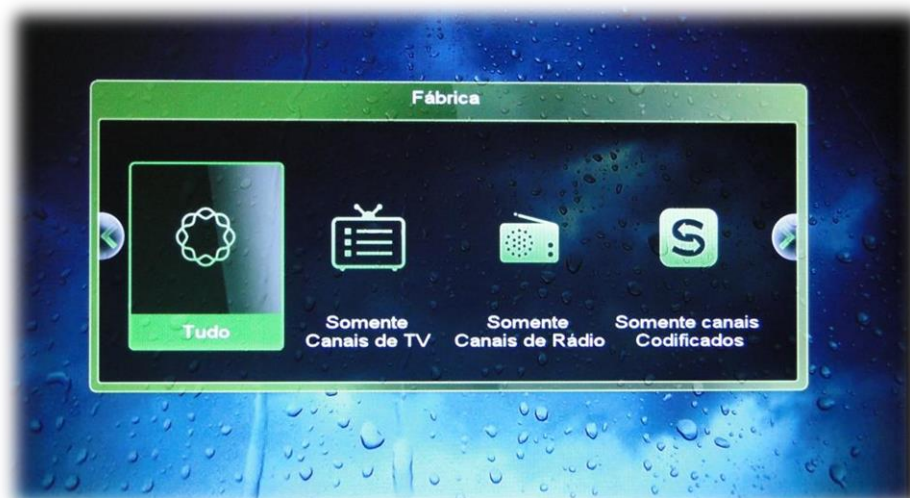 Fábrica
Tudo
Somente
Canais de TV
Somente
Canais de Rádio
Somente canais
Codificados